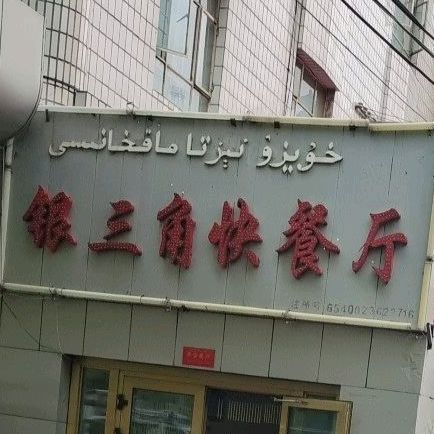 خۇيزۇ تېزتا ماقخانىسى
银三角快餐厅